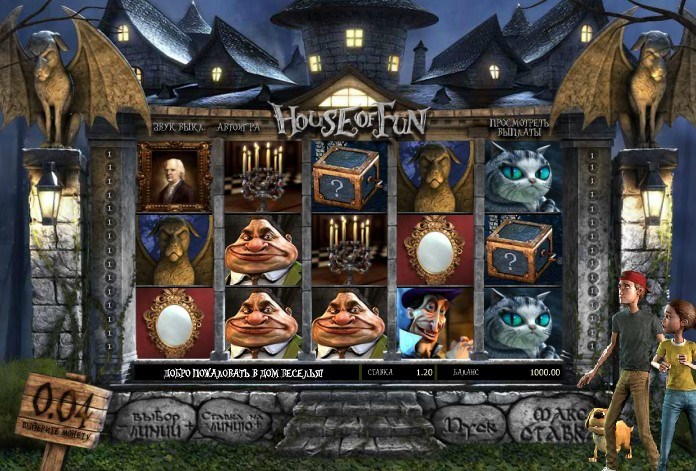 House of Fun
ЗВУК ВЫКЛ. АВТОИГРА
ПРОСМОТРЕТЬ
ВЫПЛАТЫ
?
?
ДОБРО ПОЖАЛОВАТЬ В ДОМ ВЕСЕЛЬЯ! СТАВКА 1.20 БАЛАНС 1000.00
0.04
ВЫБЕРИТЕ МОНЕТУ
ВЫБОР
ЛИНИИ +
СТАВКА НА
ЛИНИЮ +
ПУСК
МАКС
СТАВКА